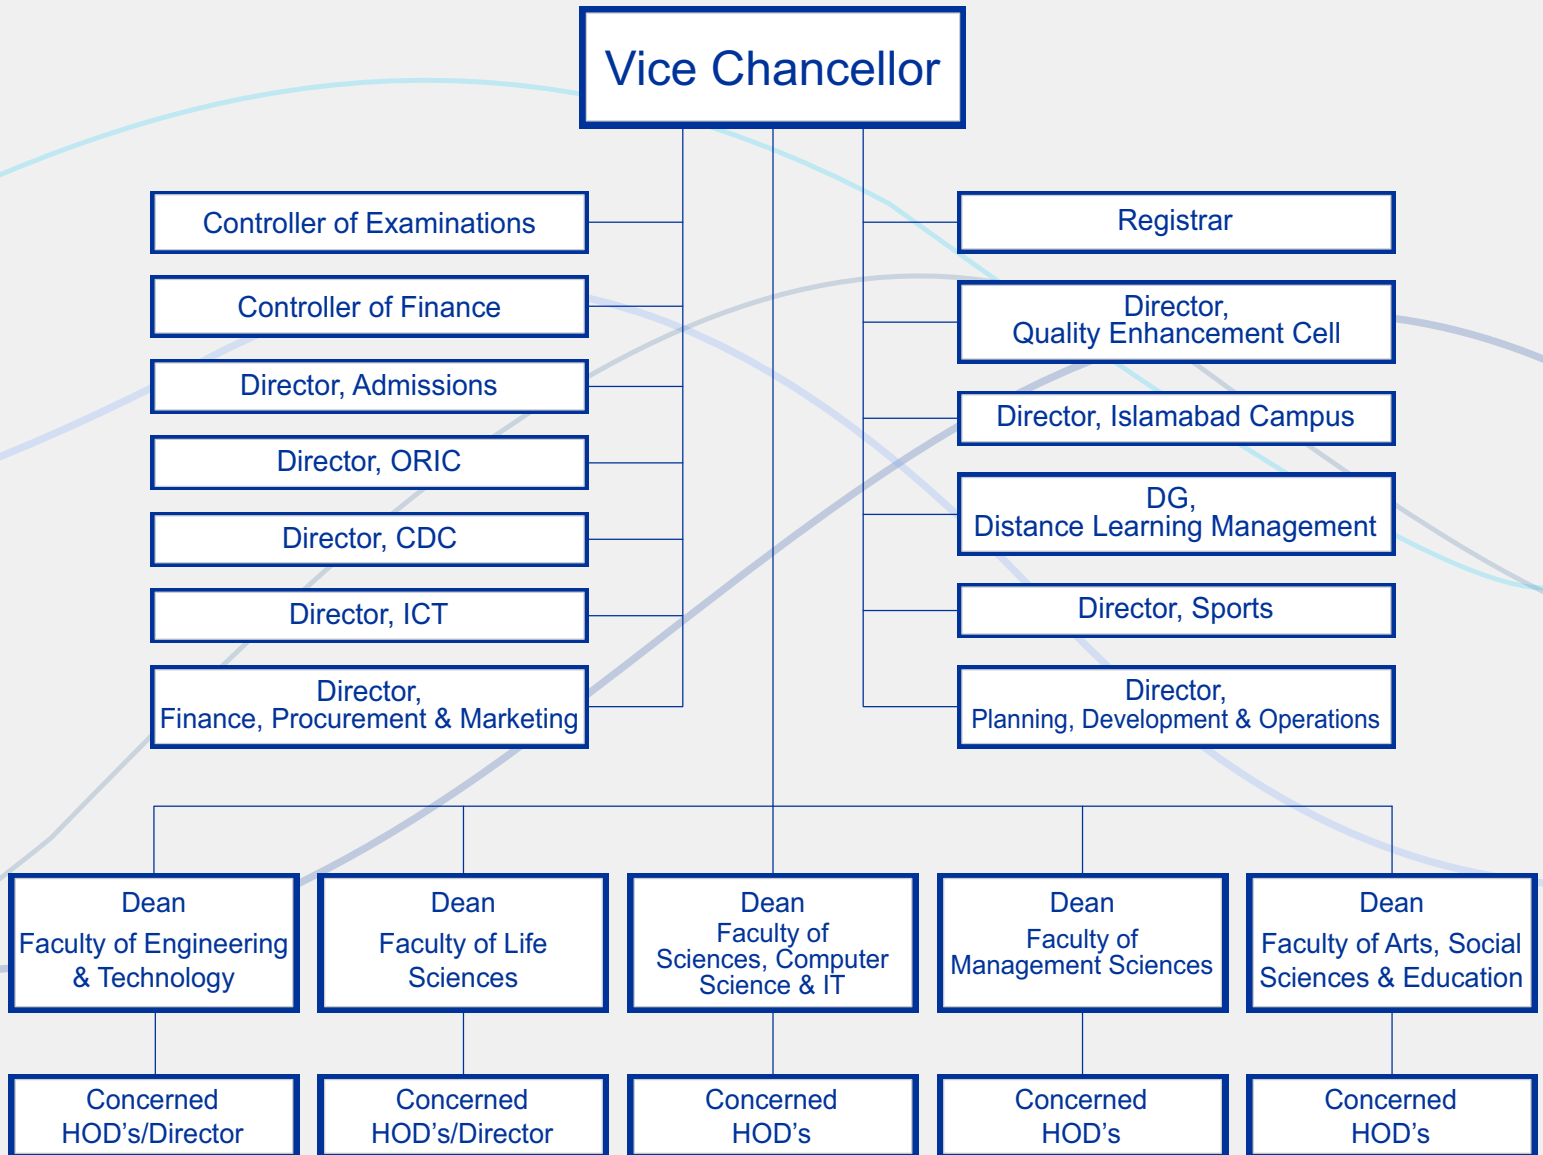 Vice Chancellor
Controller of Examinations
Controller of Finance
Director, Admissions
Director, ORIC
Director, CDC
Director, ICT
Director,
Finance, Procurement & Marketing
Registrar
Director,
Quality Enhancement Cell
Director, Islamabad Campus
DG,
Distance Learning Management
Director, Sports
Director,
Planning, Development & Operations
Dean
Faculty of Engineering
& Technology
Dean
Faculty of Life
Sciences
Dean
Faculty of
Sciences, Computer
Science & IT
Dean
Faculty of
Management Sciences
Dean
Faculty of Arts, Social
Sciences & Education
Concerned
HOD's/Director
Concerned
HOD's/Director
Concerned
HOD's
Concerned
HOD's
Concerned
HOD's